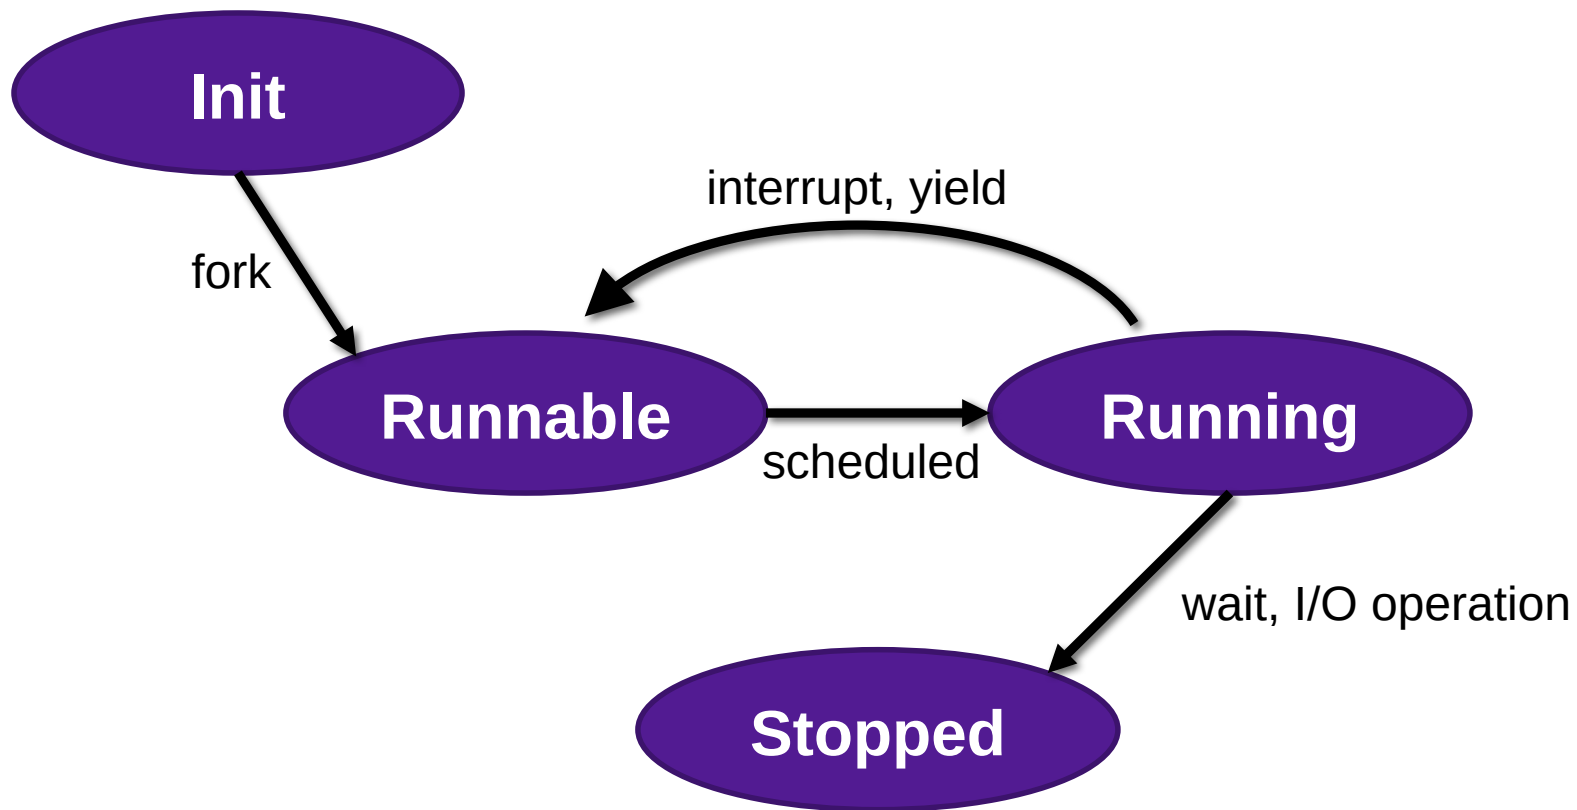 Init
interrupt, yield
fork
Runnable
Running
scheduled
wait, I/O operation
Stopped